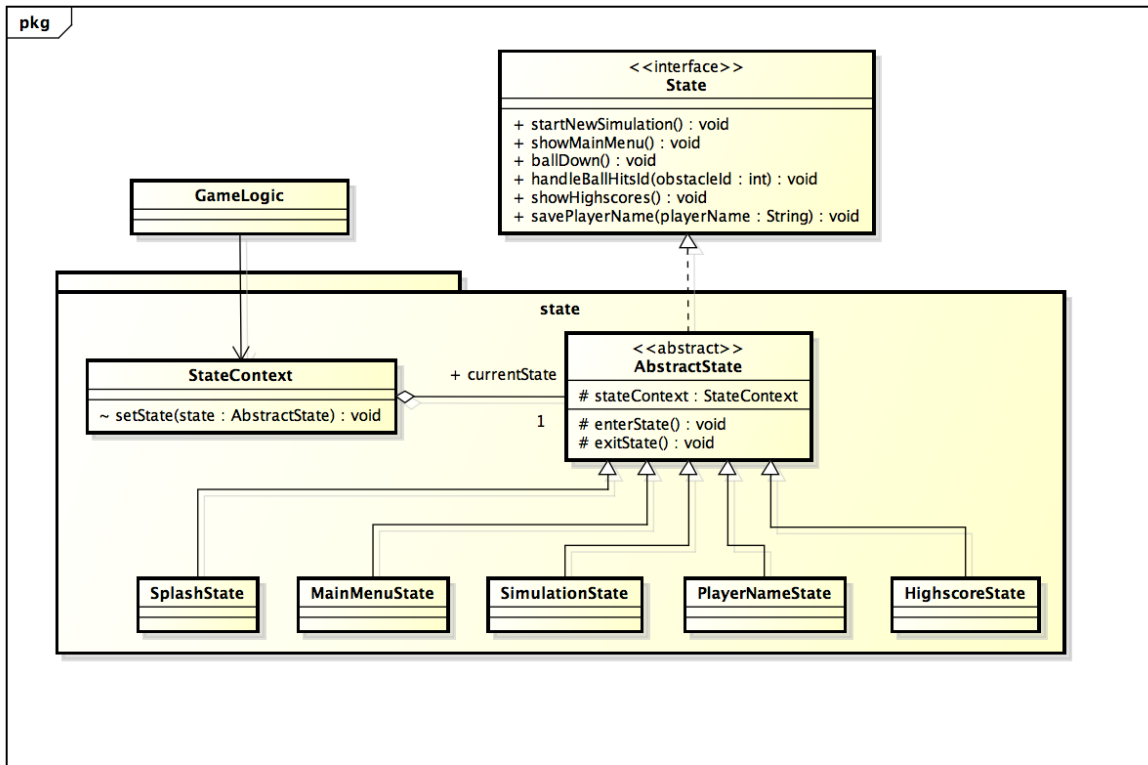 pkg
<<interface>>
State
+ startNewSimulation() : void
+ showMainMenu() : void
+ ballDown() : void
+ handleBallHitsId(obstacleId : int) : void
+ showHighscores() : void
+ savePlayerName(playerName : String) : void
GameLogic
state
StateContext
~ setState(state : AbstractState) : void
+ currentState
1
<<abstract>>
AbstractState
# stateContext : StateContext
# enterState() : void
# exitState() : void
SplashState
MainMenuState
SimulationState
PlayerNameState
HighscoreState